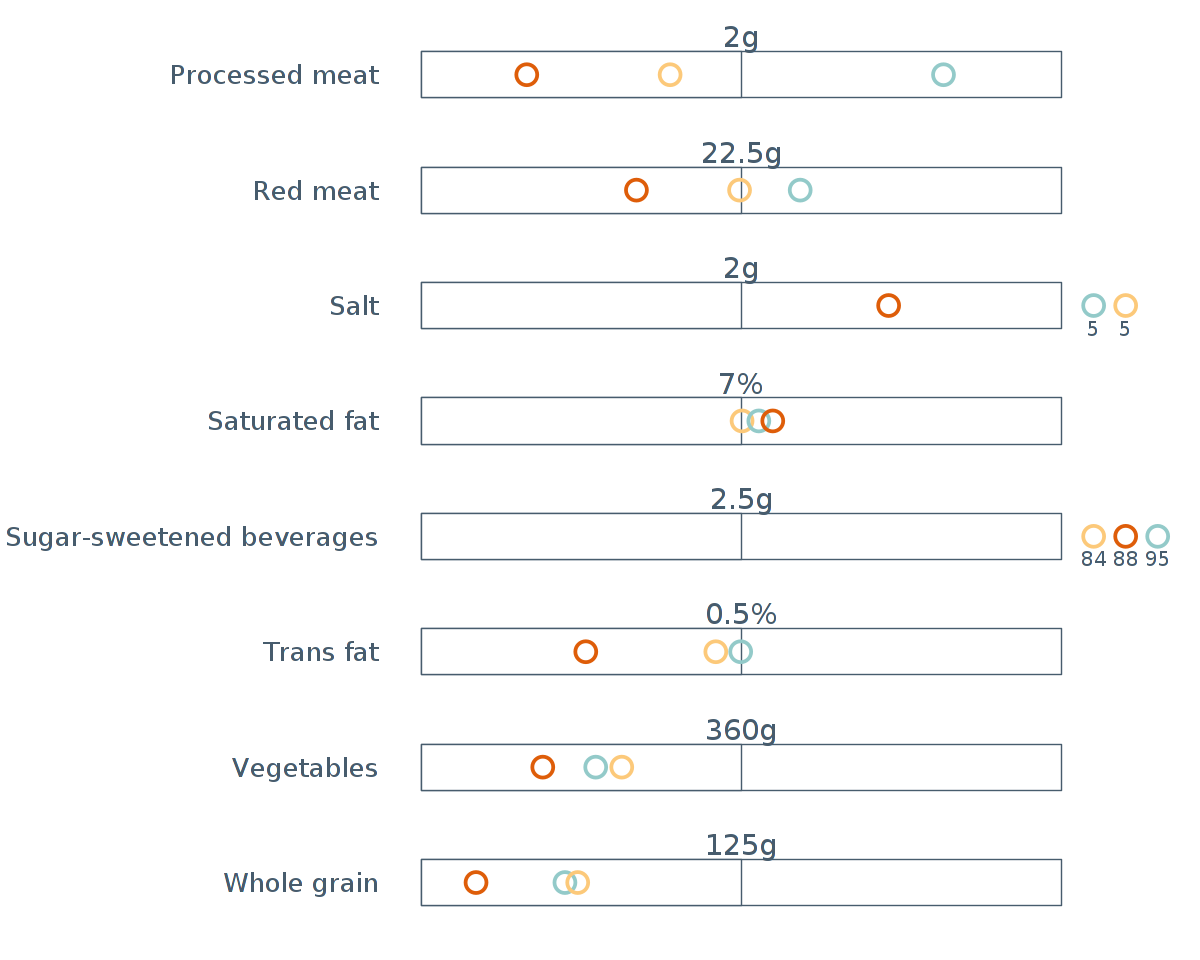 2g
Processed meat
22.5g
Red meat
2g
Salt
5 5
7%
Saturated fat
2.5g
Sugar-sweetened beverages
84 88 95
0.5%
Trans fat
360g
Vegetables
125g
Whole grain